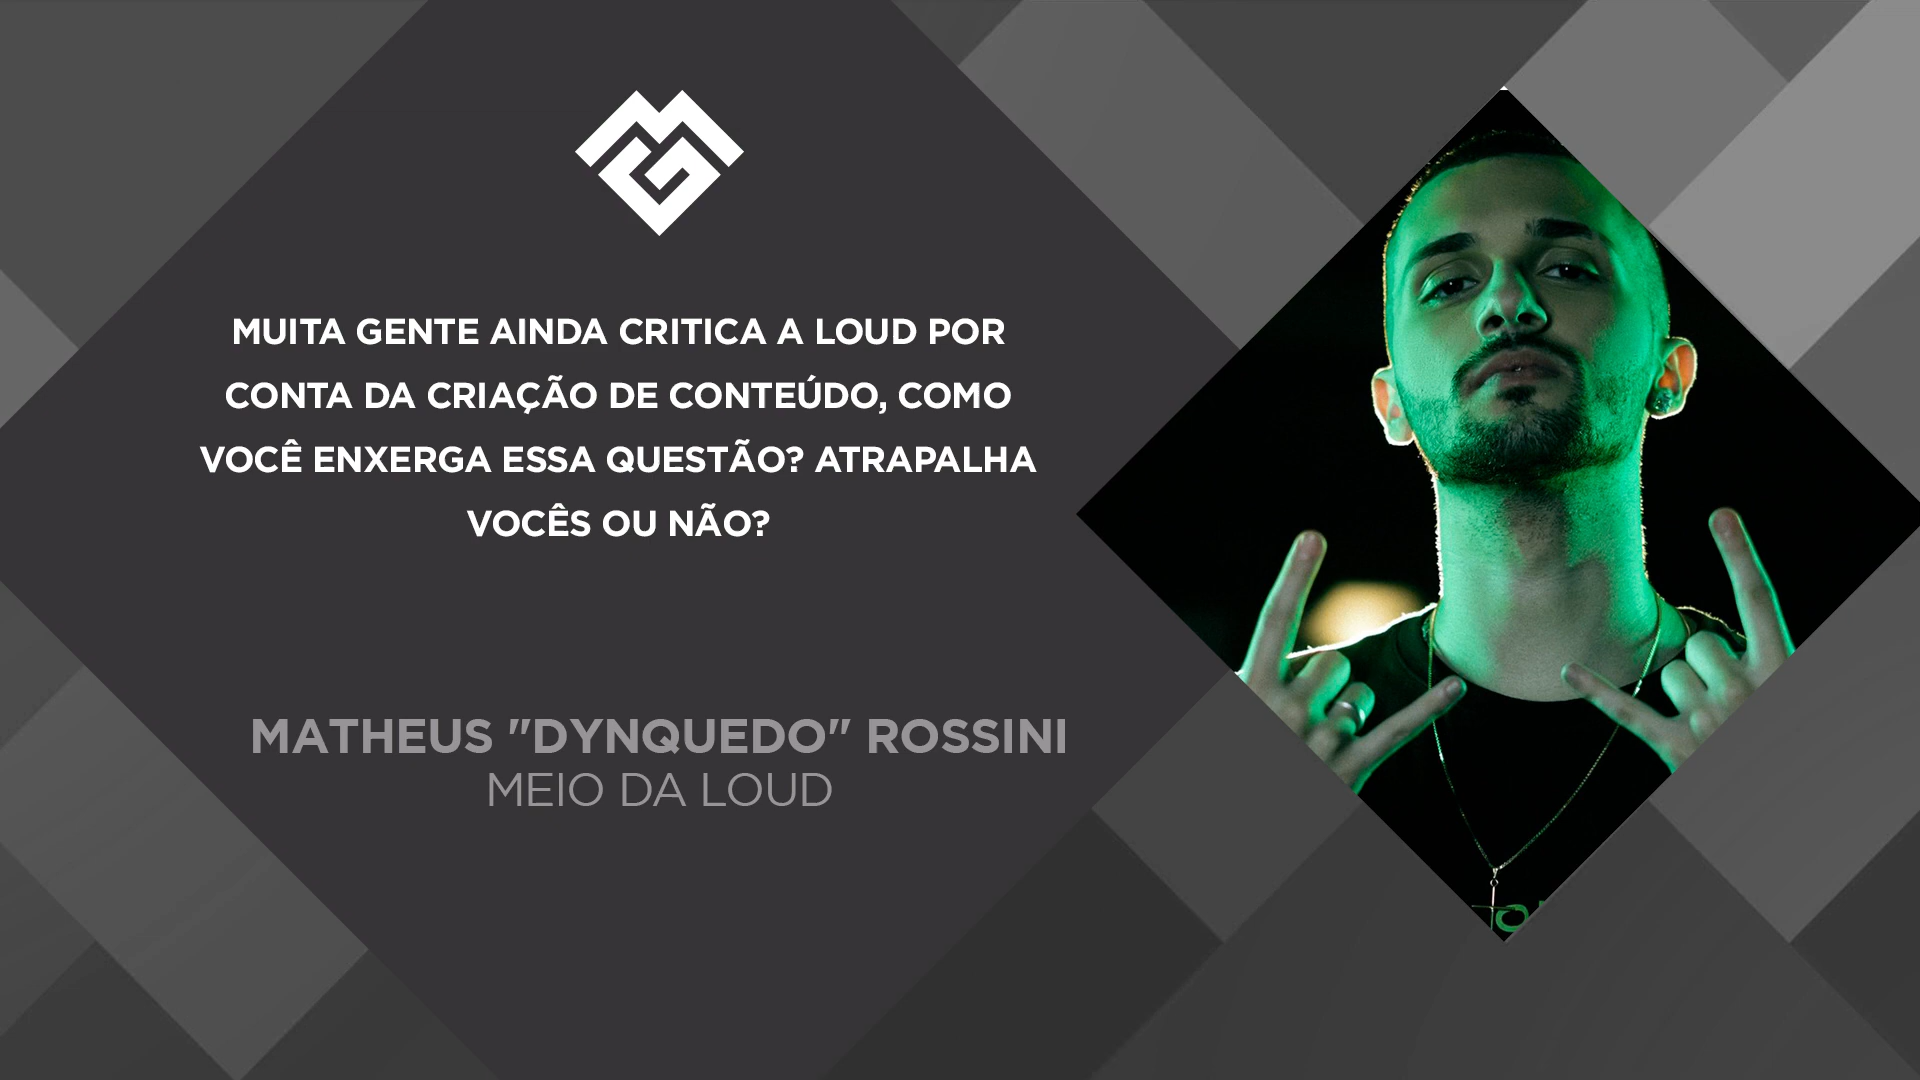 MUITA GENTE AINDA CRITICA A LOUD POR
CONTA DA CRIAÇÃO DE CONTEÚDO, COMO
VOCÊ ENXERGA ESSA QUESTÃO? ATRAPALHA
VOCÊS OU NÃO?
MATHEUS "DYNQUEDO" ROSSINI
MEIO DA LOUD